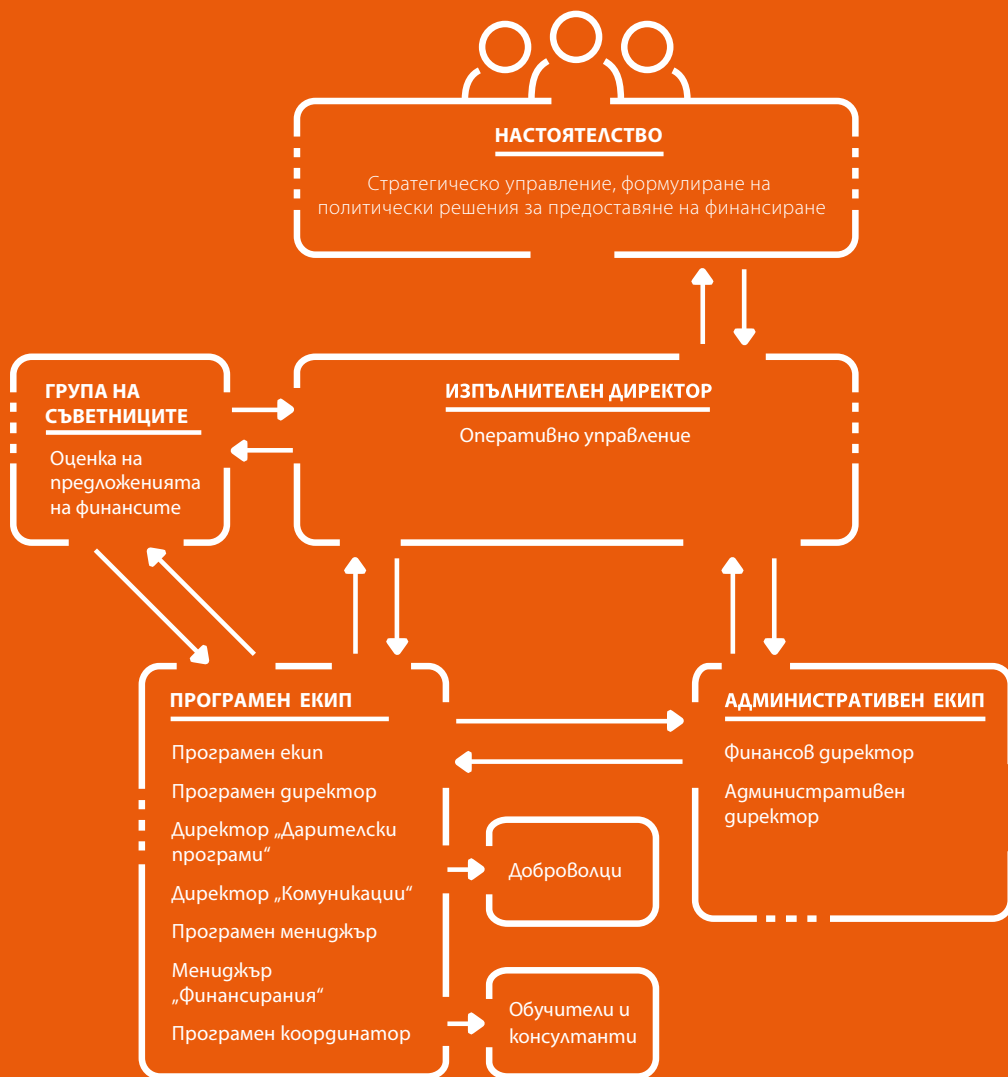 НАСТОЯТЕЛСТВО
Стратегическо управление, формулиране на
политически решения за предоставяне на финансиране
ГРУПА НА
СЪВЕТНИЦИТЕ
Оценка на
предложенията
на финансите
ИЗПЪЛНИТЕЛЕН ДИРЕКТОР
Оперативно управление
ПРОГРАМЕН ЕКИП
Програмен екип
Програмен директор
Директор „Дарителски
програми“
Директор „Комуникации“
Програмен мениджър
Мениджър
„Финансирания“
Програмен координатор
Доброволци
Обучители и
консултанти
АДМИНИСТРАТИВЕН ЕКИП
Финансов директор
Административен
директор